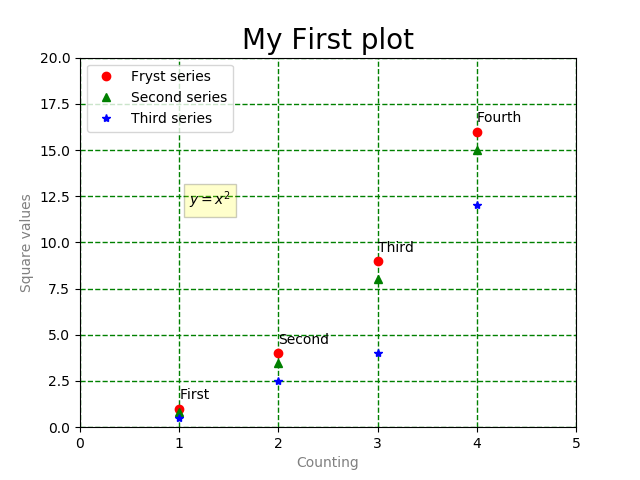 My First plot
20.0
17.5
15.0
12.5
10.0
7.5
5.0
2.5
0.0
Square values
Fryst series
Second series
Third series
y = x²
First
Second
Third
Fourth
0 1 2 3 4 5
Counting